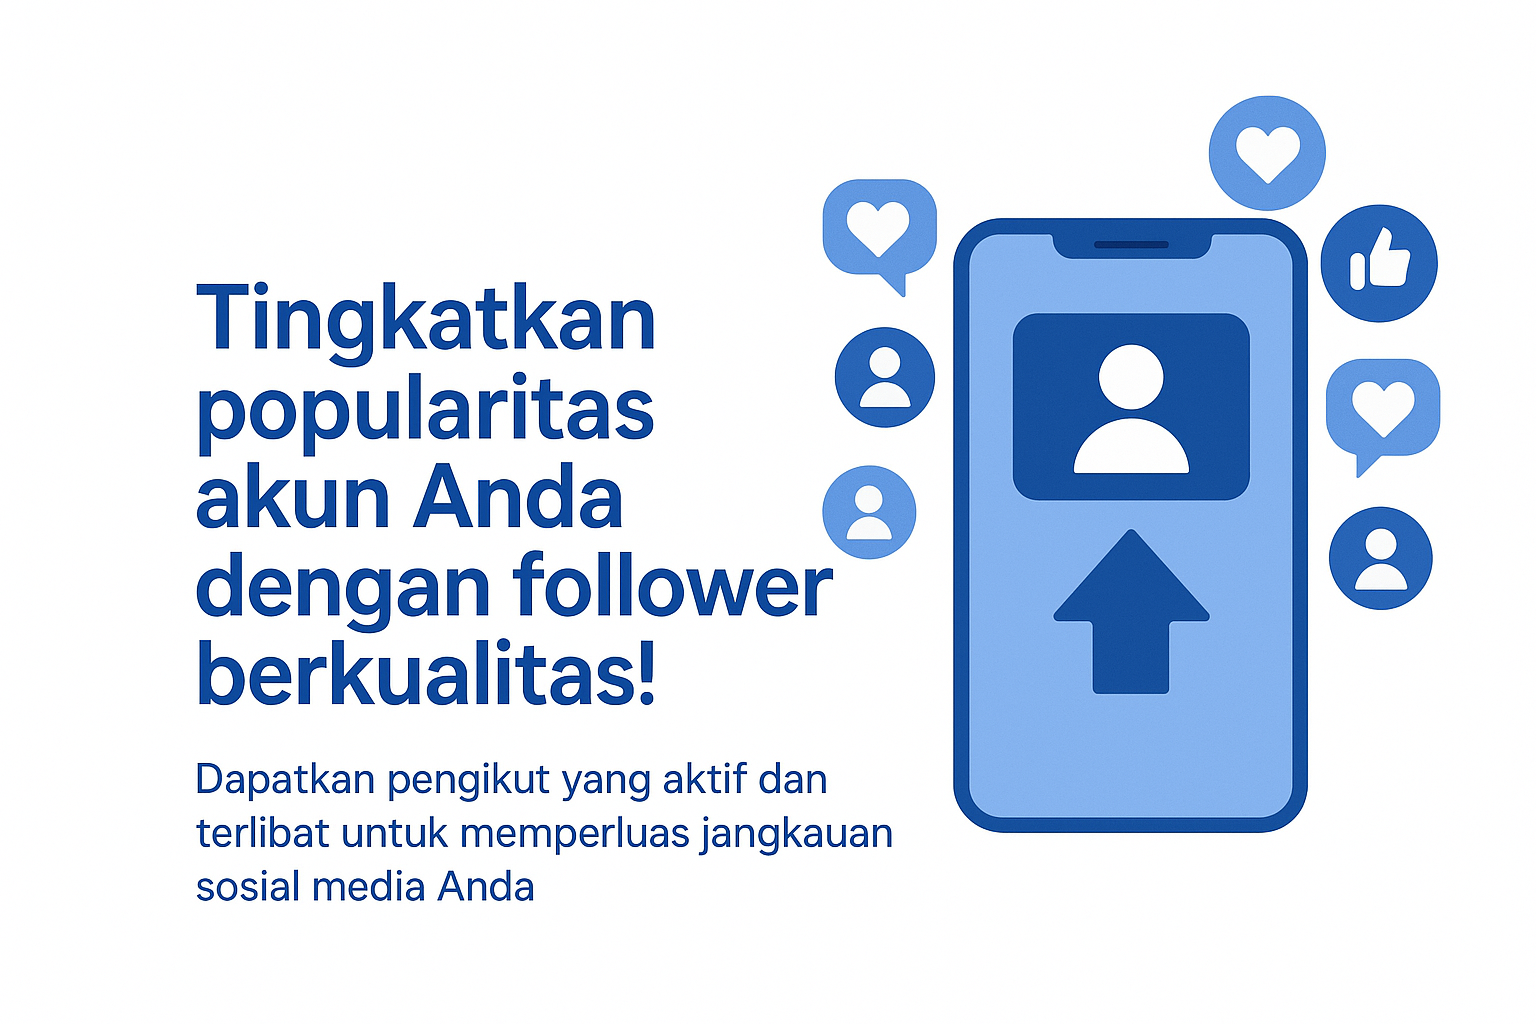 Tingkatkan
popularitas
akun Anda
dengan follower
berkualitas!
Dapatkan pengikut yang aktif dan
terlibat untuk memperluas jangkauan
sosial media Anda